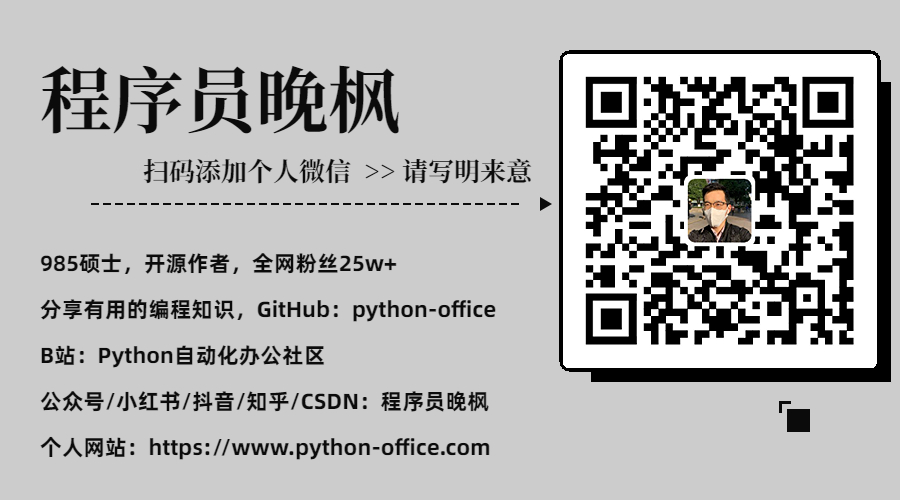 程序员晚枫
扫码添加个人微信 >> 请写明来意
985硕士，开源作者，全网粉丝25w+
分享有用的编程知识，GitHub：python-office
B站：Python自动化办公社区
公众号/小红书/抖音/知乎/CSDN：程序员晚枫
个人网站：https://www.python-office.com